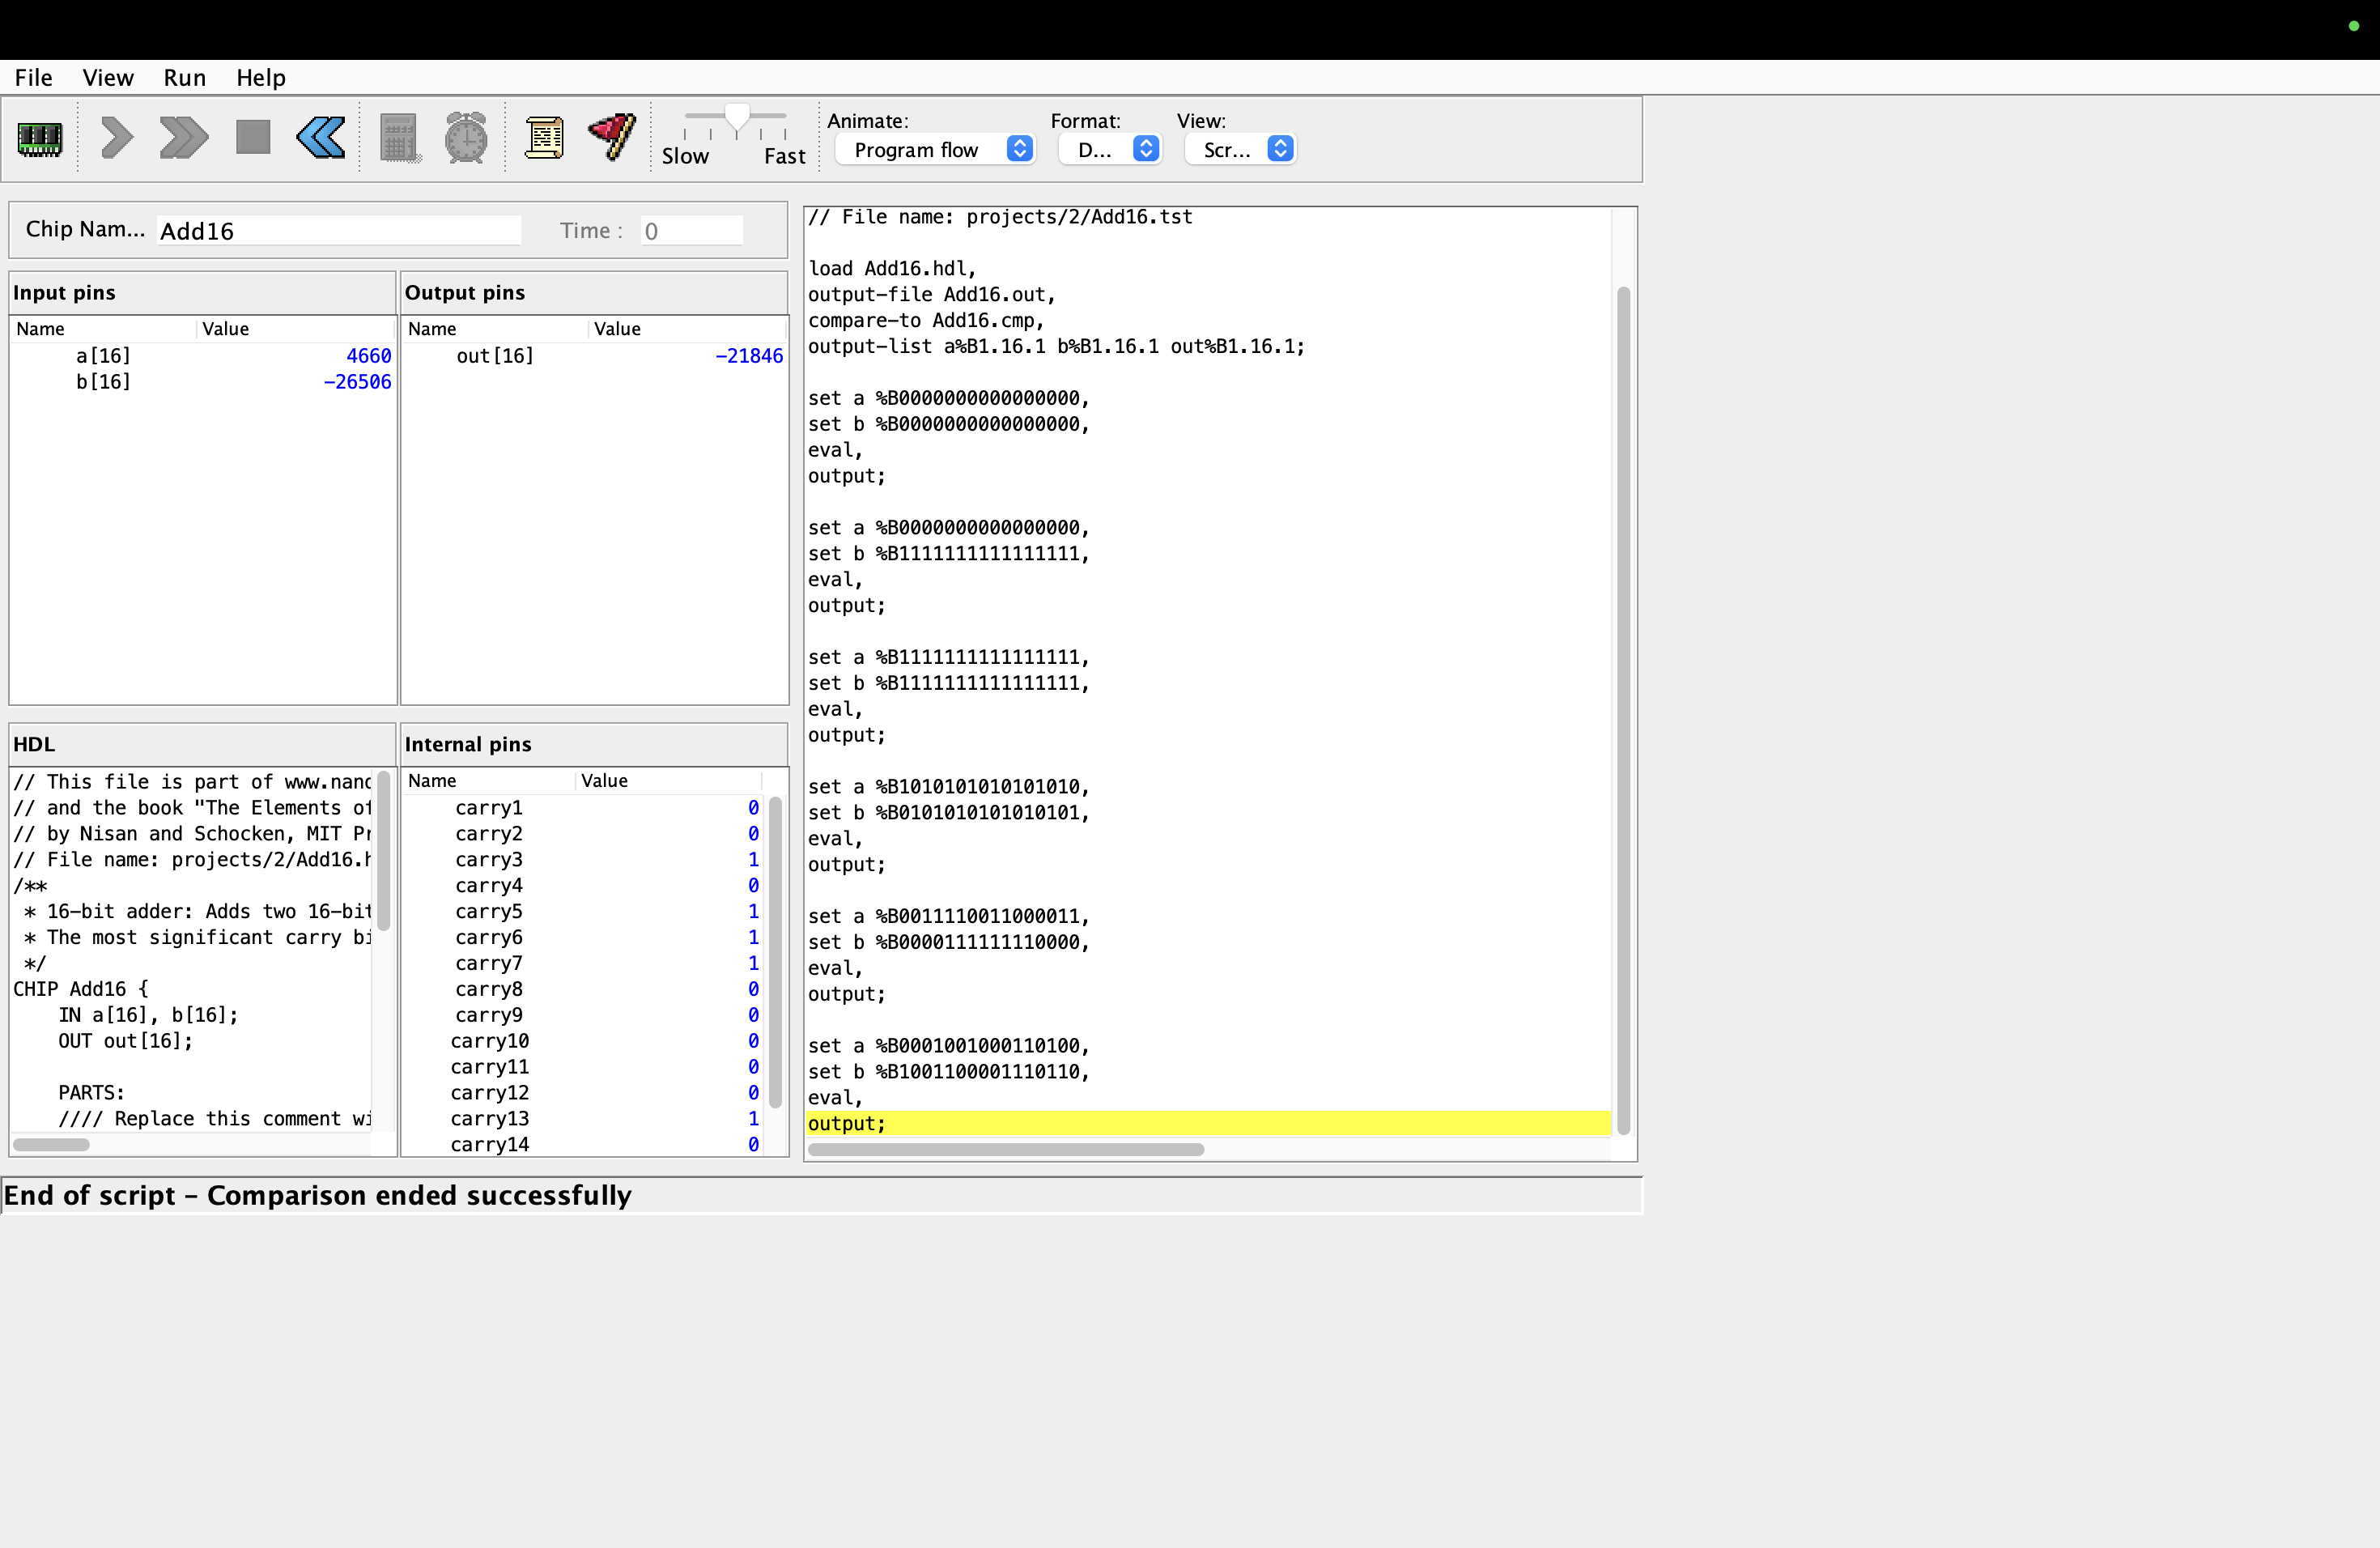 File View Run Help
Slow Fast
Animate: Format: View:
Program flow D... Scr...
Chip Nam... Add16 Time : 0
Input pins
Name Value
a[16] 4660
b[16] -26506
Output pins
Name Value
out[16] -21846
HDL
// This file is part of www.nand
// and the book "The Elements of
// by Nisan and Schocken, MIT Pr
// File name: projects/2/Add16.h
/**
* 16-bit adder: Adds two 16-bit
* The most significant carry bi
*/
CHIP Add16 {
IN a[16], b[16];
OUT out[16];
PARTS:
//// Replace this comment wi
Internal pins
Name Value
carry1 0
carry2 0
carry3 1
carry4 0
carry5 1
carry6 1
carry7 1
carry8 0
carry9 0
carry10 0
carry11 0
carry12 0
carry13 1
carry14 0
// File name: projects/2/Add16.tst
load Add16.hdl,
output-file Add16.out,
compare-to Add16.cmp,
output-list a%B1.16.1 b%B1.16.1 out%B1.16.1;
set a %B0000000000000000,
set b %B0000000000000000,
eval,
output;
set a %B0000000000000000,
set b %B1111111111111111,
eval,
output;
set a %B1111111111111111,
set b %B1111111111111111,
eval,
output;
set a %B1010101010101010,
set b %B0101010101010101,
eval,
output;
set a %B0011110011000011,
set b %B0000111111110000,
eval,
output;
set a %B0001001000110100,
set b %B1001100001110110,
eval,
output;
End of script - Comparison ended successfully